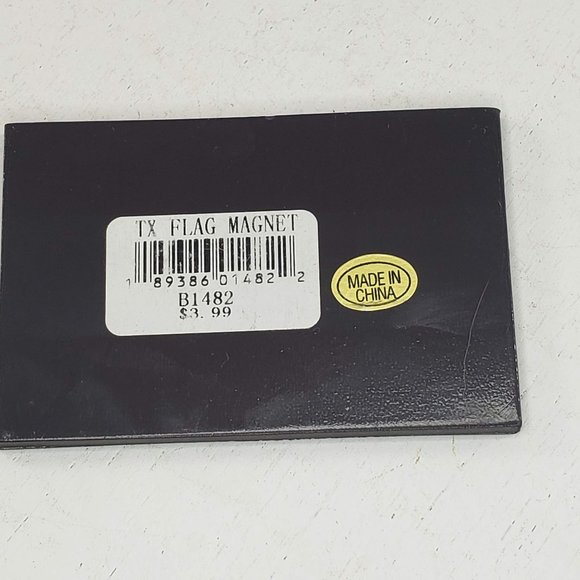 TX FLAG MAGNET
1 89386 01482 2
B1482
$3.99
MADE IN
CHINA